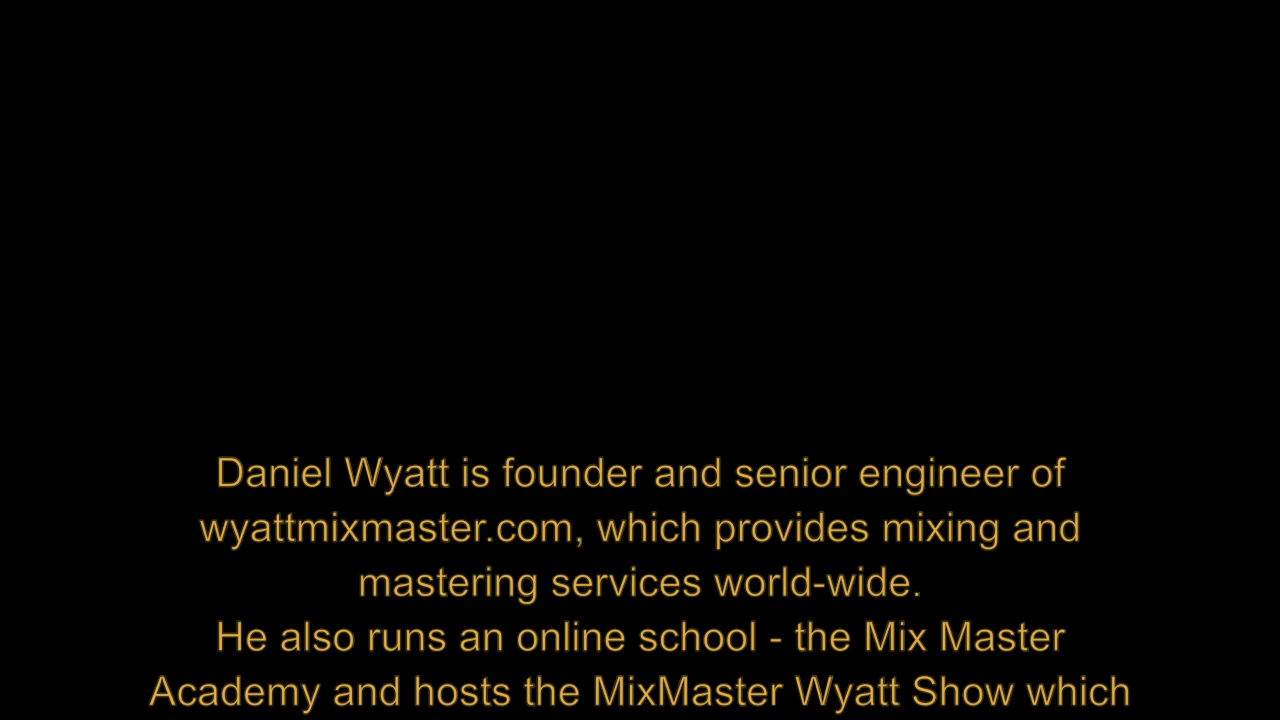 Daniel Wyatt is founder and senior engineer of
wyattmixmaster.com, which provides mixing and
mastering services world-wide.
He also runs an online school - the Mix Master
Academy and hosts the MixMaster Wyatt Show which